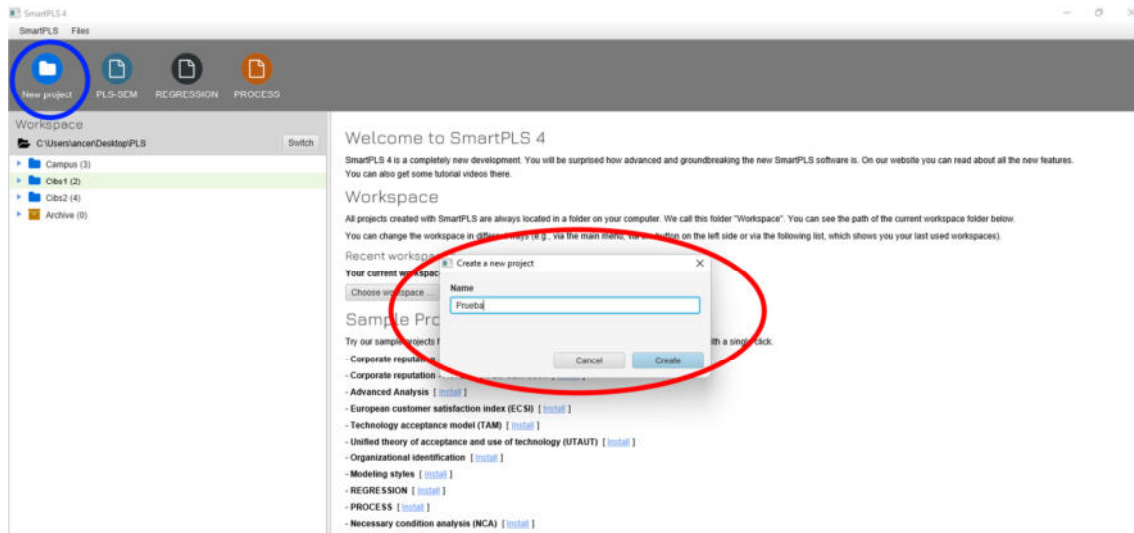 SmartPLS 4
SmartPLS Files
New project PLS-SEM REGRESSION PROCESS
Workspace
C:\Users\ancer\Desktop\PLS Switch
Campus (3)
Cibs1 (2)
Cibs2 (4)
Archive (0)
Welcome to SmartPLS 4
SmartPLS 4 is a completely new development. You will be surprised how advanced and groundbreaking the new SmartPLS software is. On our website you can read about all the new features.
You can also get some tutorial videos there.
Workspace
All projects created with SmartPLS are always located in a folder on your computer. We call this folder "Workspace". You can see the path of the current workspace folder below.
You can change the workspace in different ways (e.g., via the main menu, via the button on the left side or via the following list, which shows you your last used workspaces).
Recent workspa
Your current workspac
Choose workspace ...
Create a new project
Name
Prueba
Cancel Create
Sample Pro
Try our sample projects ith a single click.
- Corporate reputation
- Corporate reputation
- Advanced Analysis [ Install ]
- European customer satisfaction index (ECSI) [ Install ]
- Technology acceptance model (TAM) [ Install ]
- Unified theory of acceptance and use of technology (UTAUT) [ Install ]
- Organizational identification [ Install ]
- Modeling styles [ Install ]
- REGRESSION [ Install ]
- PROCESS [ Install ]
- Necessary condition analysis (NCA) [ Install ]